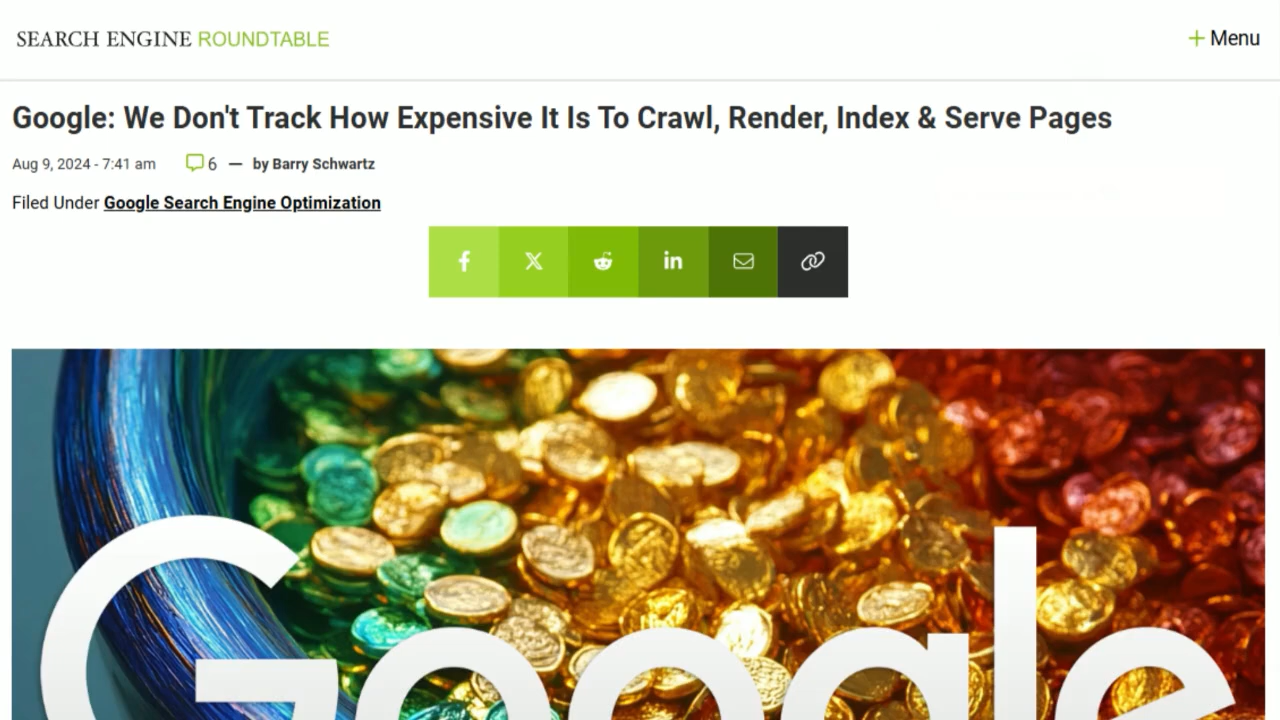 SEARCH ENGINE ROUNDTABLE
+ Menu
Google: We Don't Track How Expensive It Is To Crawl, Render, Index & Serve Pages
Aug 9, 2024 - 7:41 am 6 — by Barry Schwartz
Filed Under Google Search Engine Optimization
Google